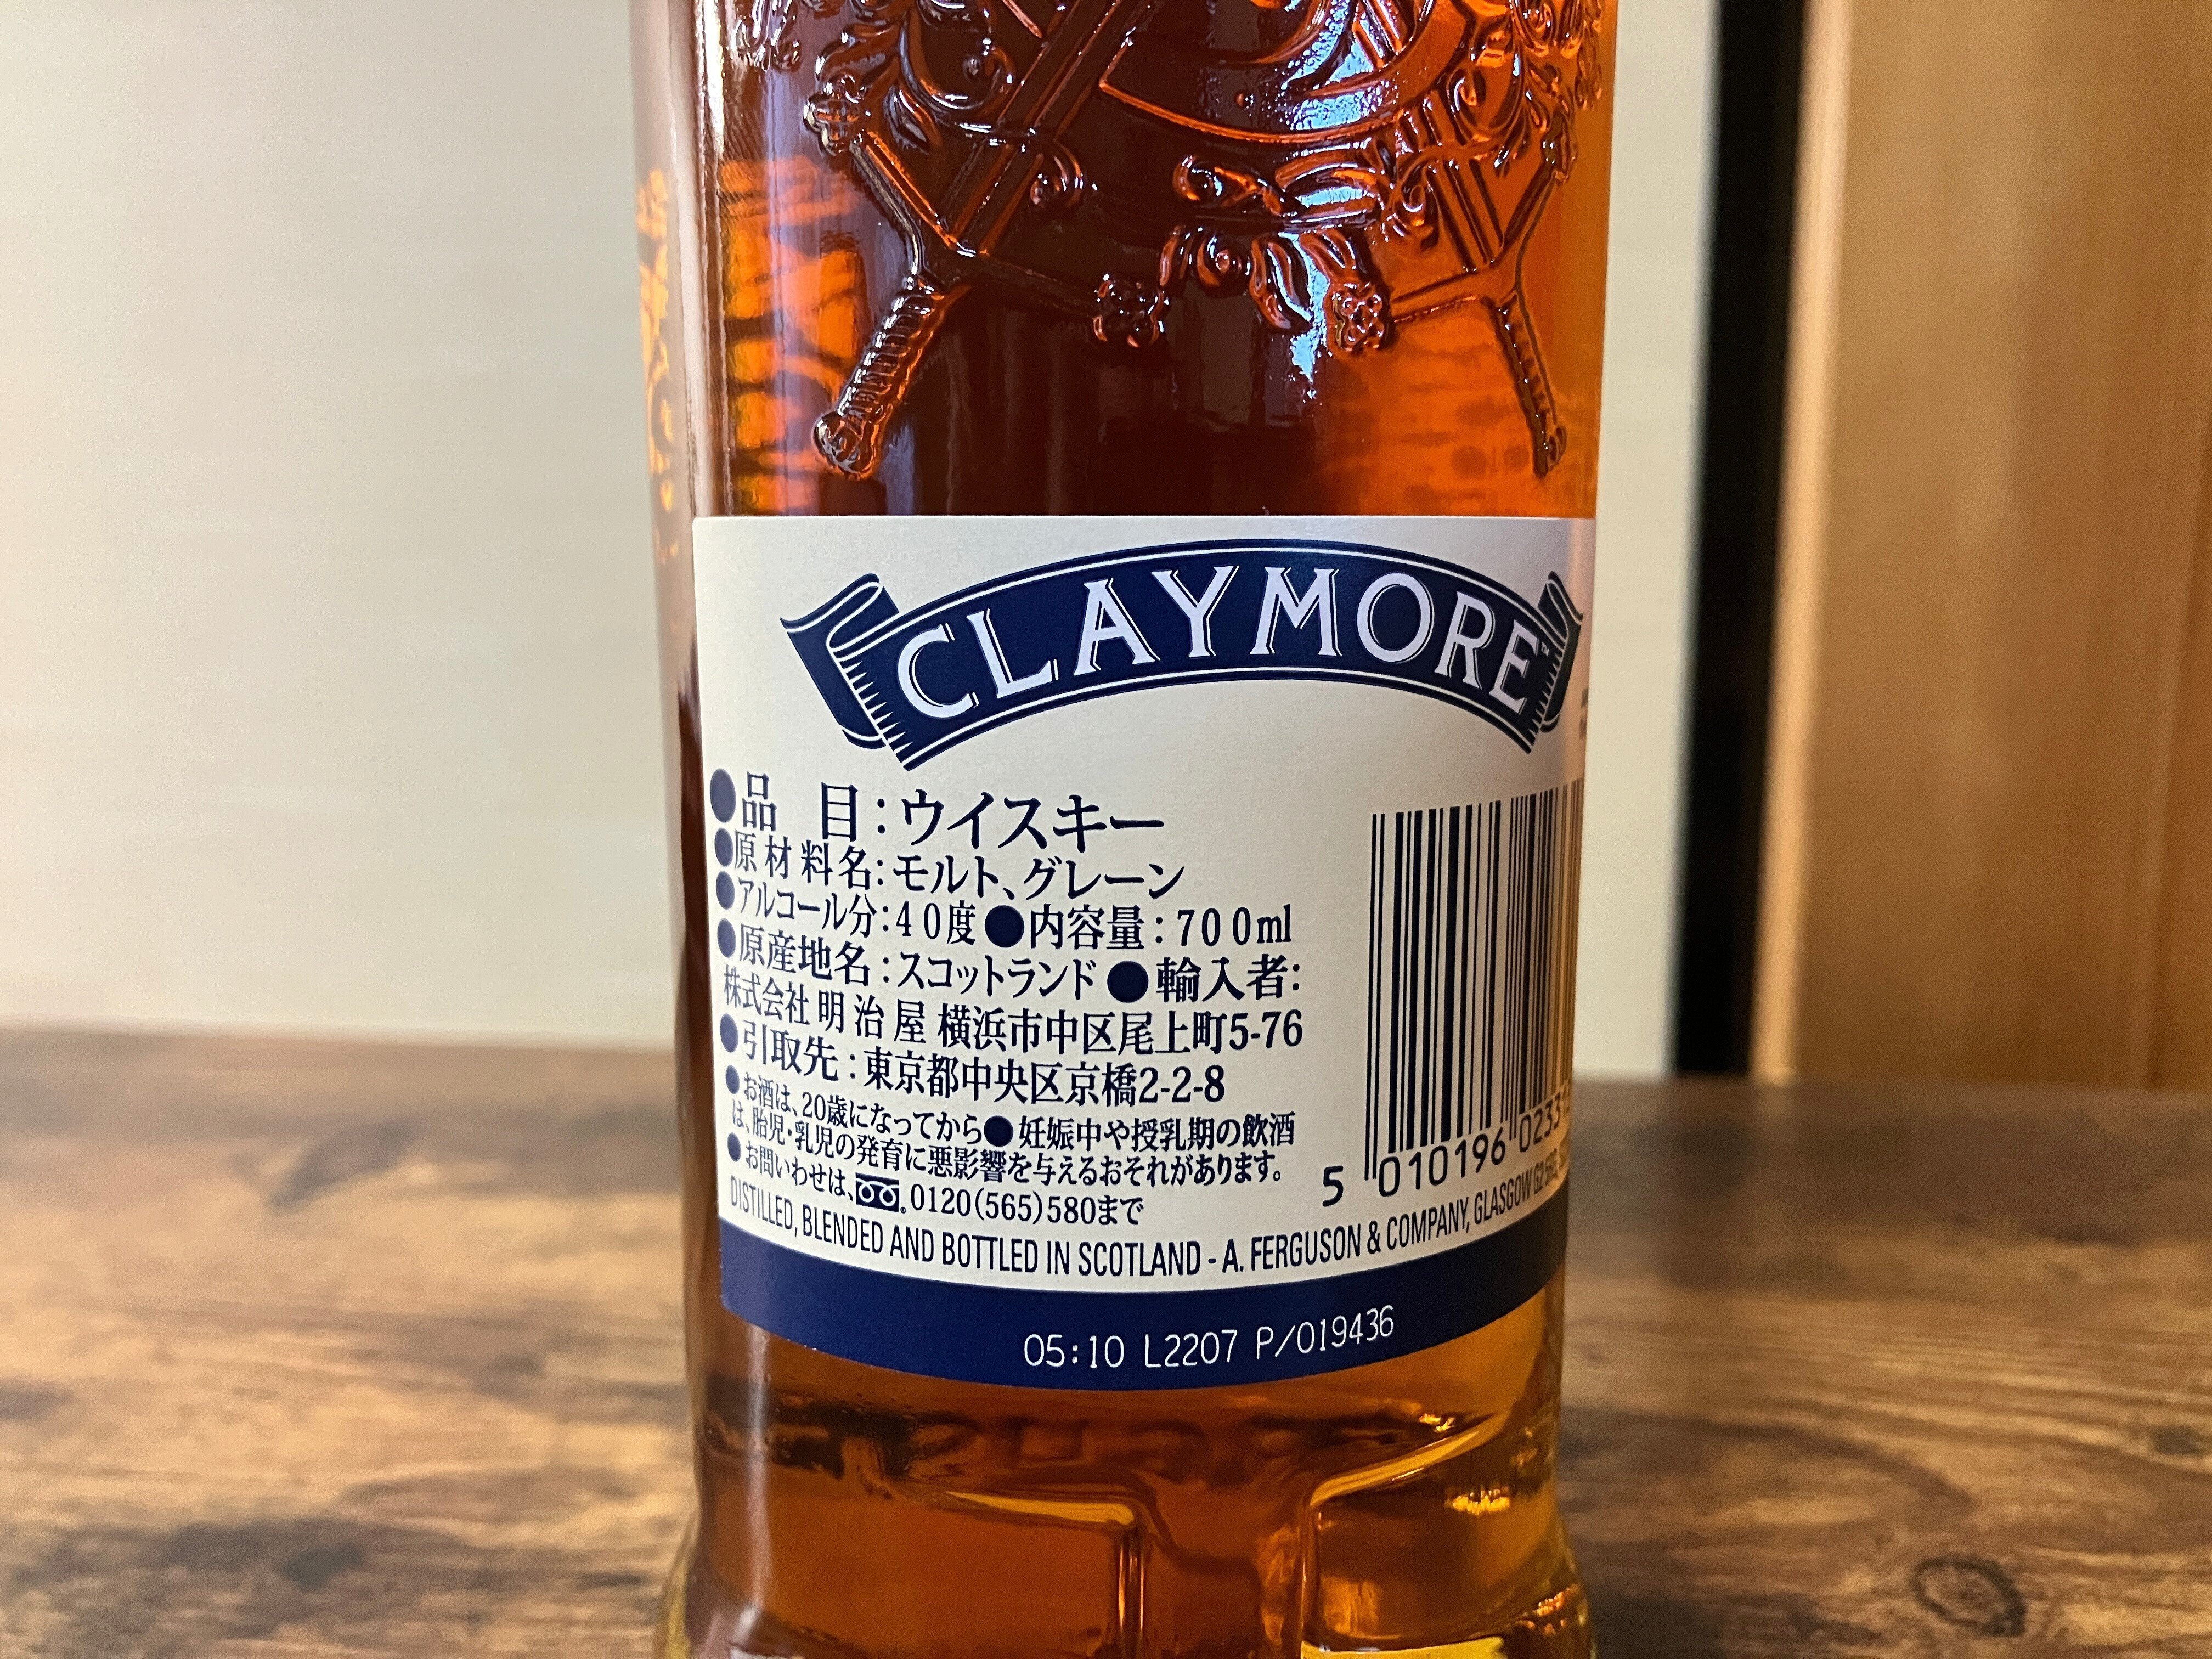 CLAYMORE
●品 目:ウイスキー
●原材料名:モルト、グレーン
●アルコール分:40度●内容量:700ml
●原産地名:スコットランド●輸入者:
株式会社 明治屋 横浜市中区尾上町5-76
●引取先:東京都中央区京橋2-2-8
●お酒は、20歳になってから●妊娠中や授乳期の飲酒
は、胎児・乳児の発育に悪影響を与えるおそれがあります。
●お問いわせは、0120(565)580まで
5 010196 0233
DISTILLED, BLENDED AND BOTTLED IN SCOTLAND - A. FERGUSON & COMPANY, GLASGOW G2
05:10 L2207 P/019436